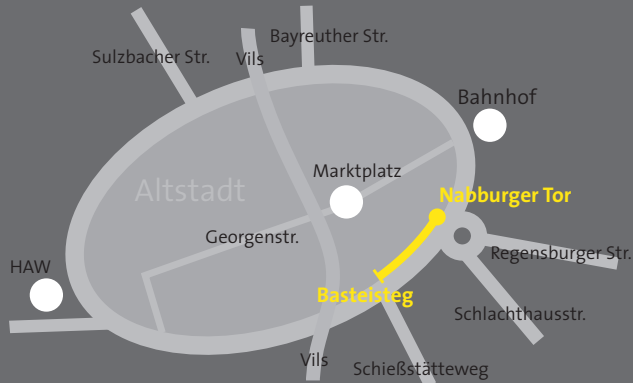 Bayreuther Str.
Sulzbacher Str.
Vils
Bahnhof
Marktplatz
Altstadt
Nabburger Tor
Georgenstr.
Regensburger Str.
HAW
Basteisteg
Schlachthausstr.
Vils
Schießstätteweg